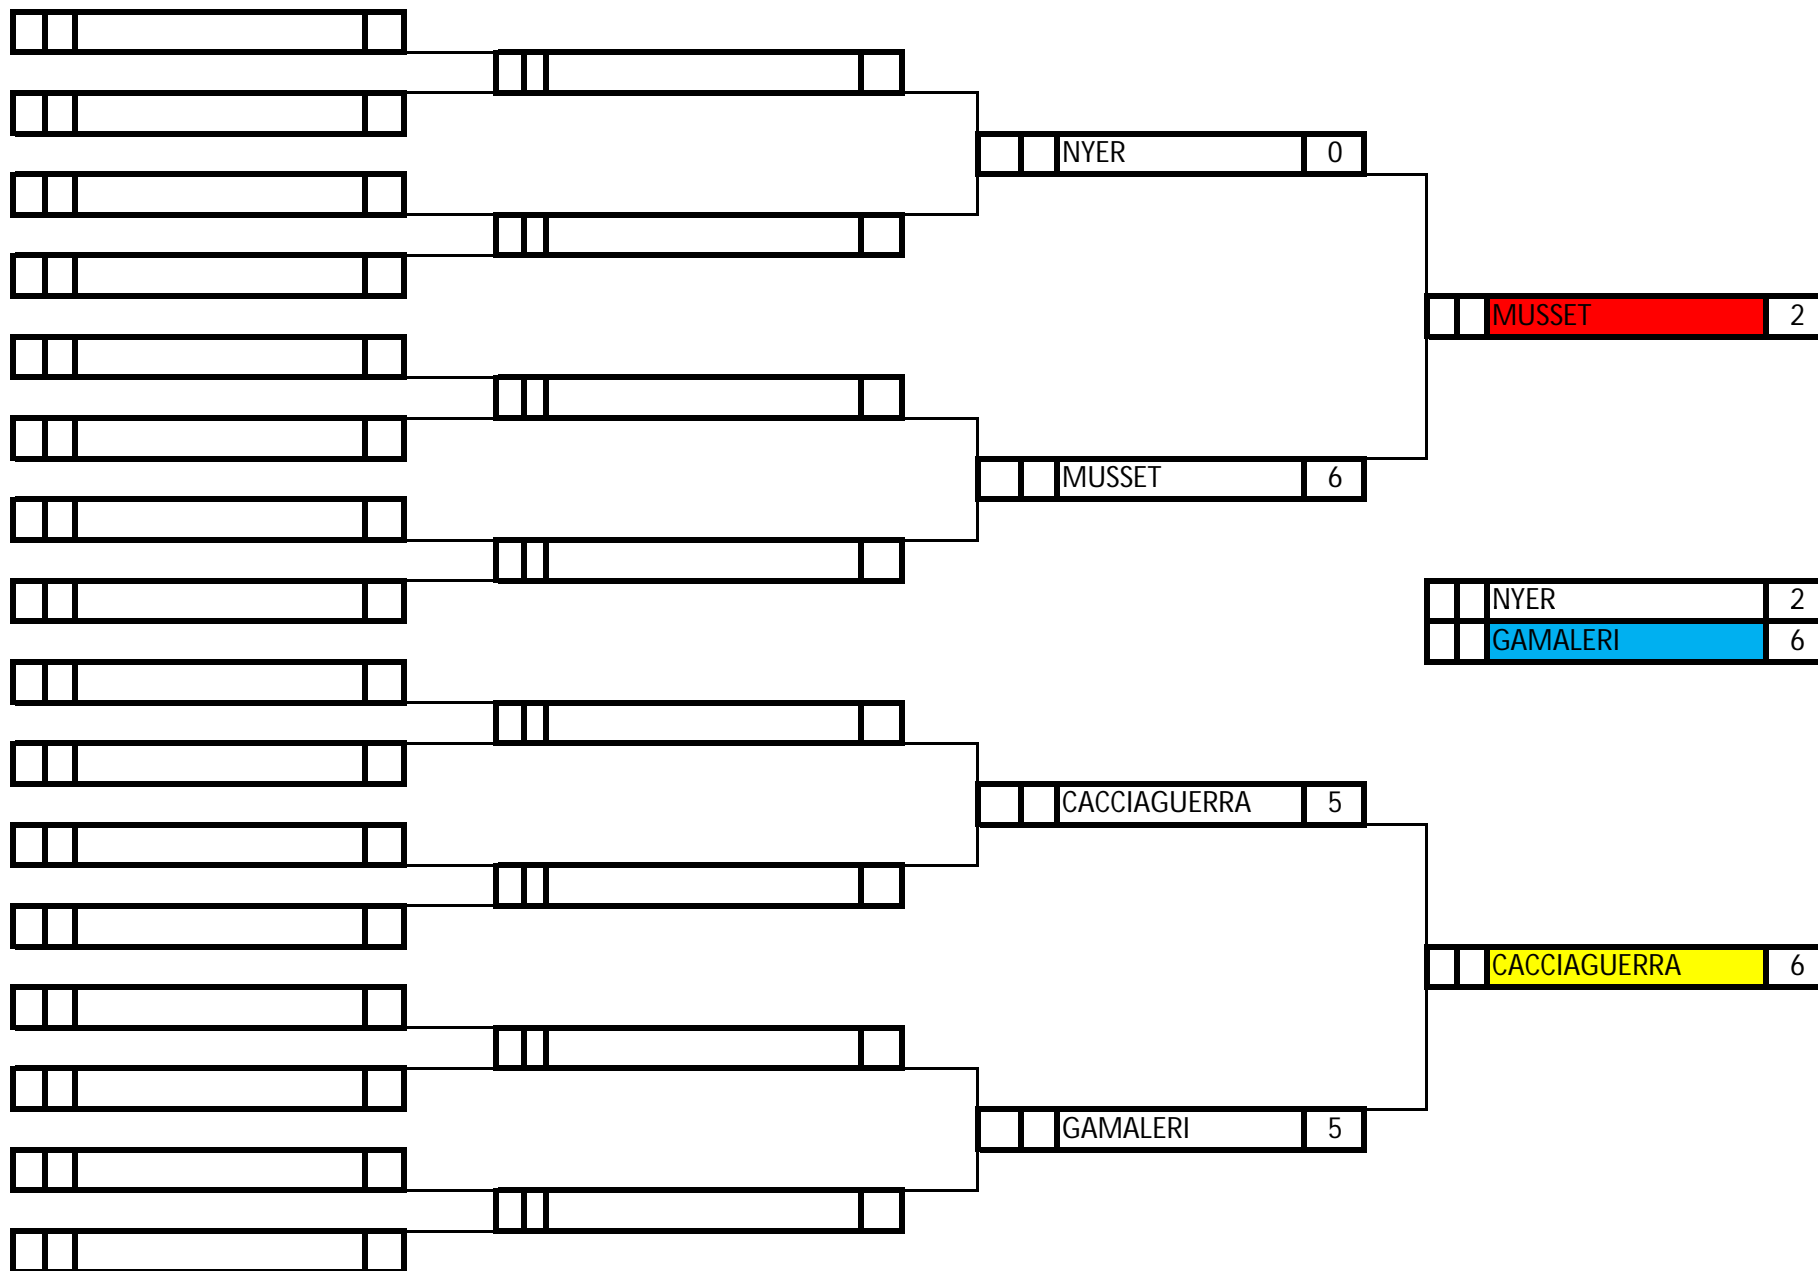 NYER 0
MUSSET 2
MUSSET 6
NYER 2
GAMALERI 6
CACCIAGUERRA 5
CACCIAGUERRA 6
GAMALERI 5